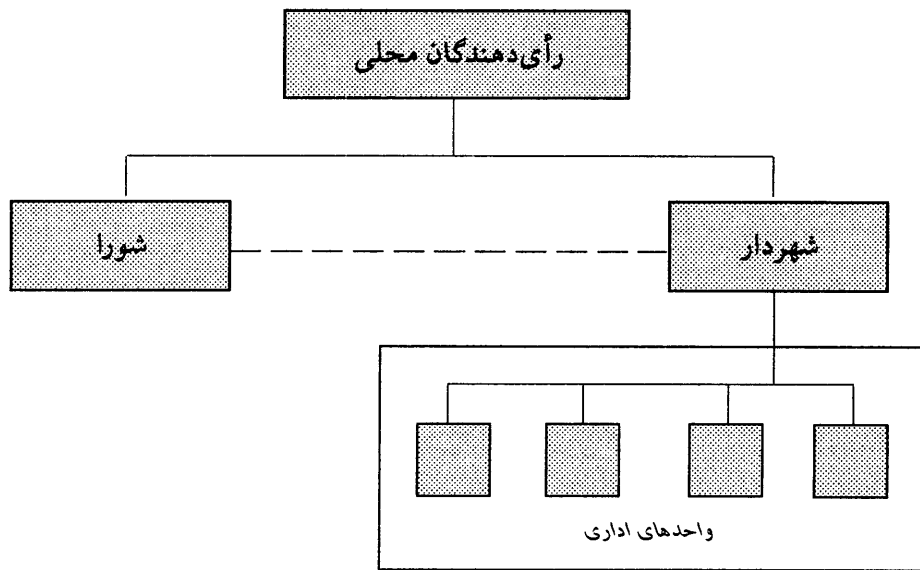 رأی‌دهندگان محلی
شهردار
شورا
واحدهای اداری